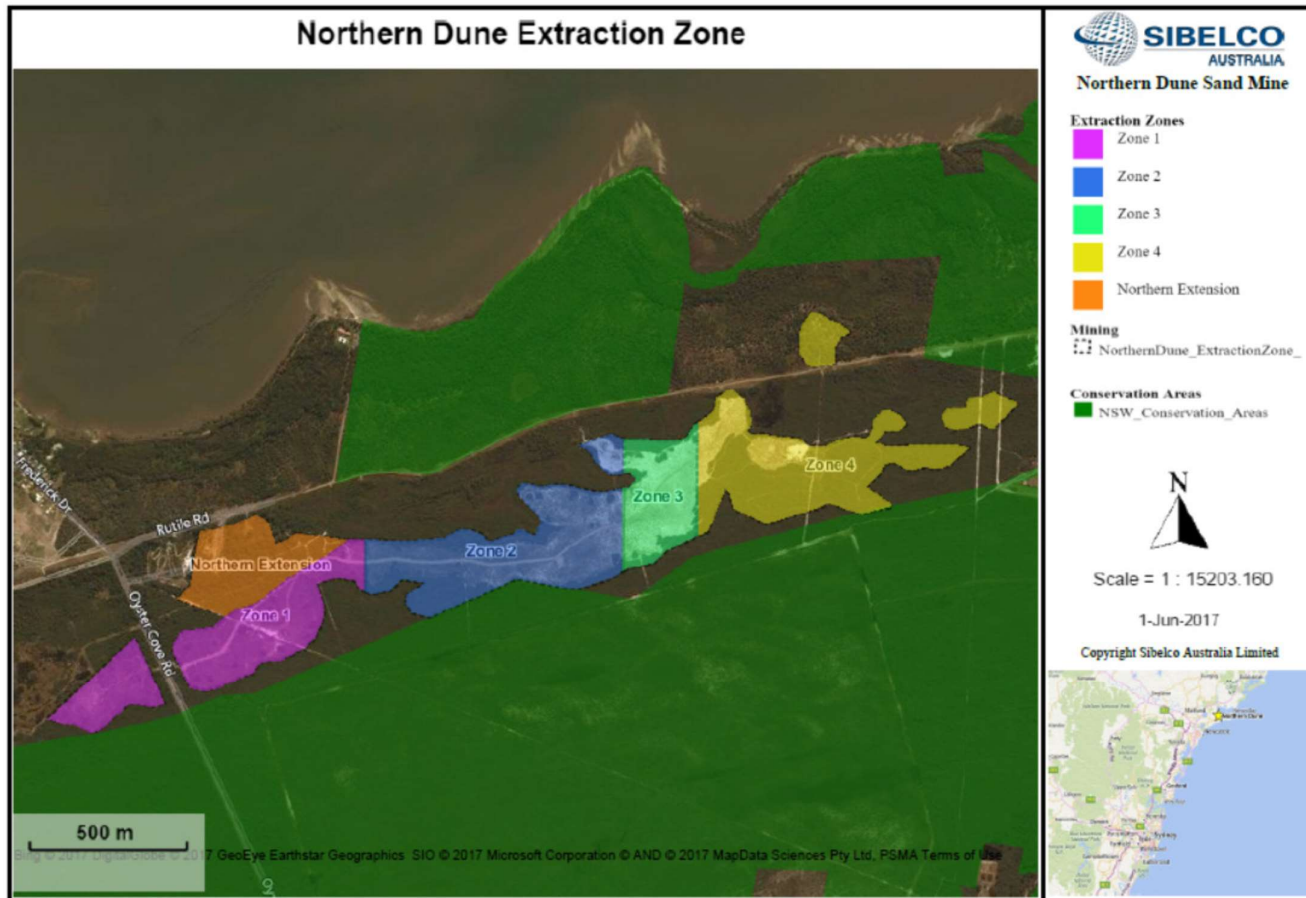 Northern Dune Extraction Zone
SIBELCO
AUSTRALIA
Northern Dune Sand Mine
Extraction Zones
Zone 1
Zone 2
Zone 3
Zone 4
Northern Extension
Mining
NorthernDune_ExtractionZone_
Conservation Areas
NSW_Conservation_Areas
N
Scale = 1 : 15203.160
1-Jun-2017
Copyright Sibelco Australia Limited
Frederick Dr
Rutile Rd
Oyster Cove Rd
Northern Extension
Zone 1
Zone 2
Zone 3
Zone 4
500 m
Bing © 2017 DigitalGlobe © 2017 GeoEye Earthstar Geographics SIO © 2017 Microsoft Corporation © AND © 2017 MapData Sciences Pty Ltd, PSMA Terms of Use
Northern Dune
Newcastle
Sydney